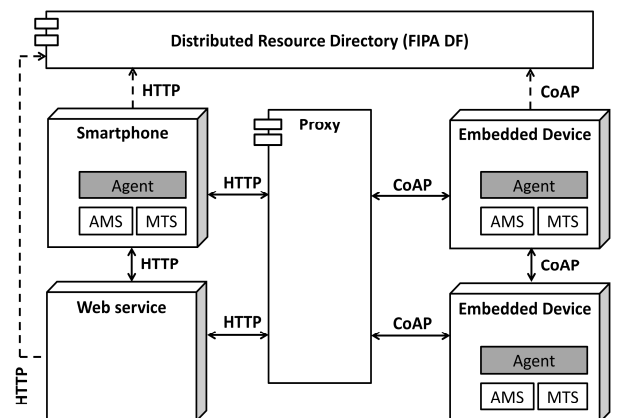 Distributed Resource Directory (FIPA DF)
HTTP
CoAP
Smartphone
Proxy
Embedded Device
Agent
HTTP
CoAP
Agent
AMS
MTS
AMS
MTS
HTTP
CoAP
Web service
Embedded Device
HTTP
CoAP
Agent
HTTP
AMS
MTS